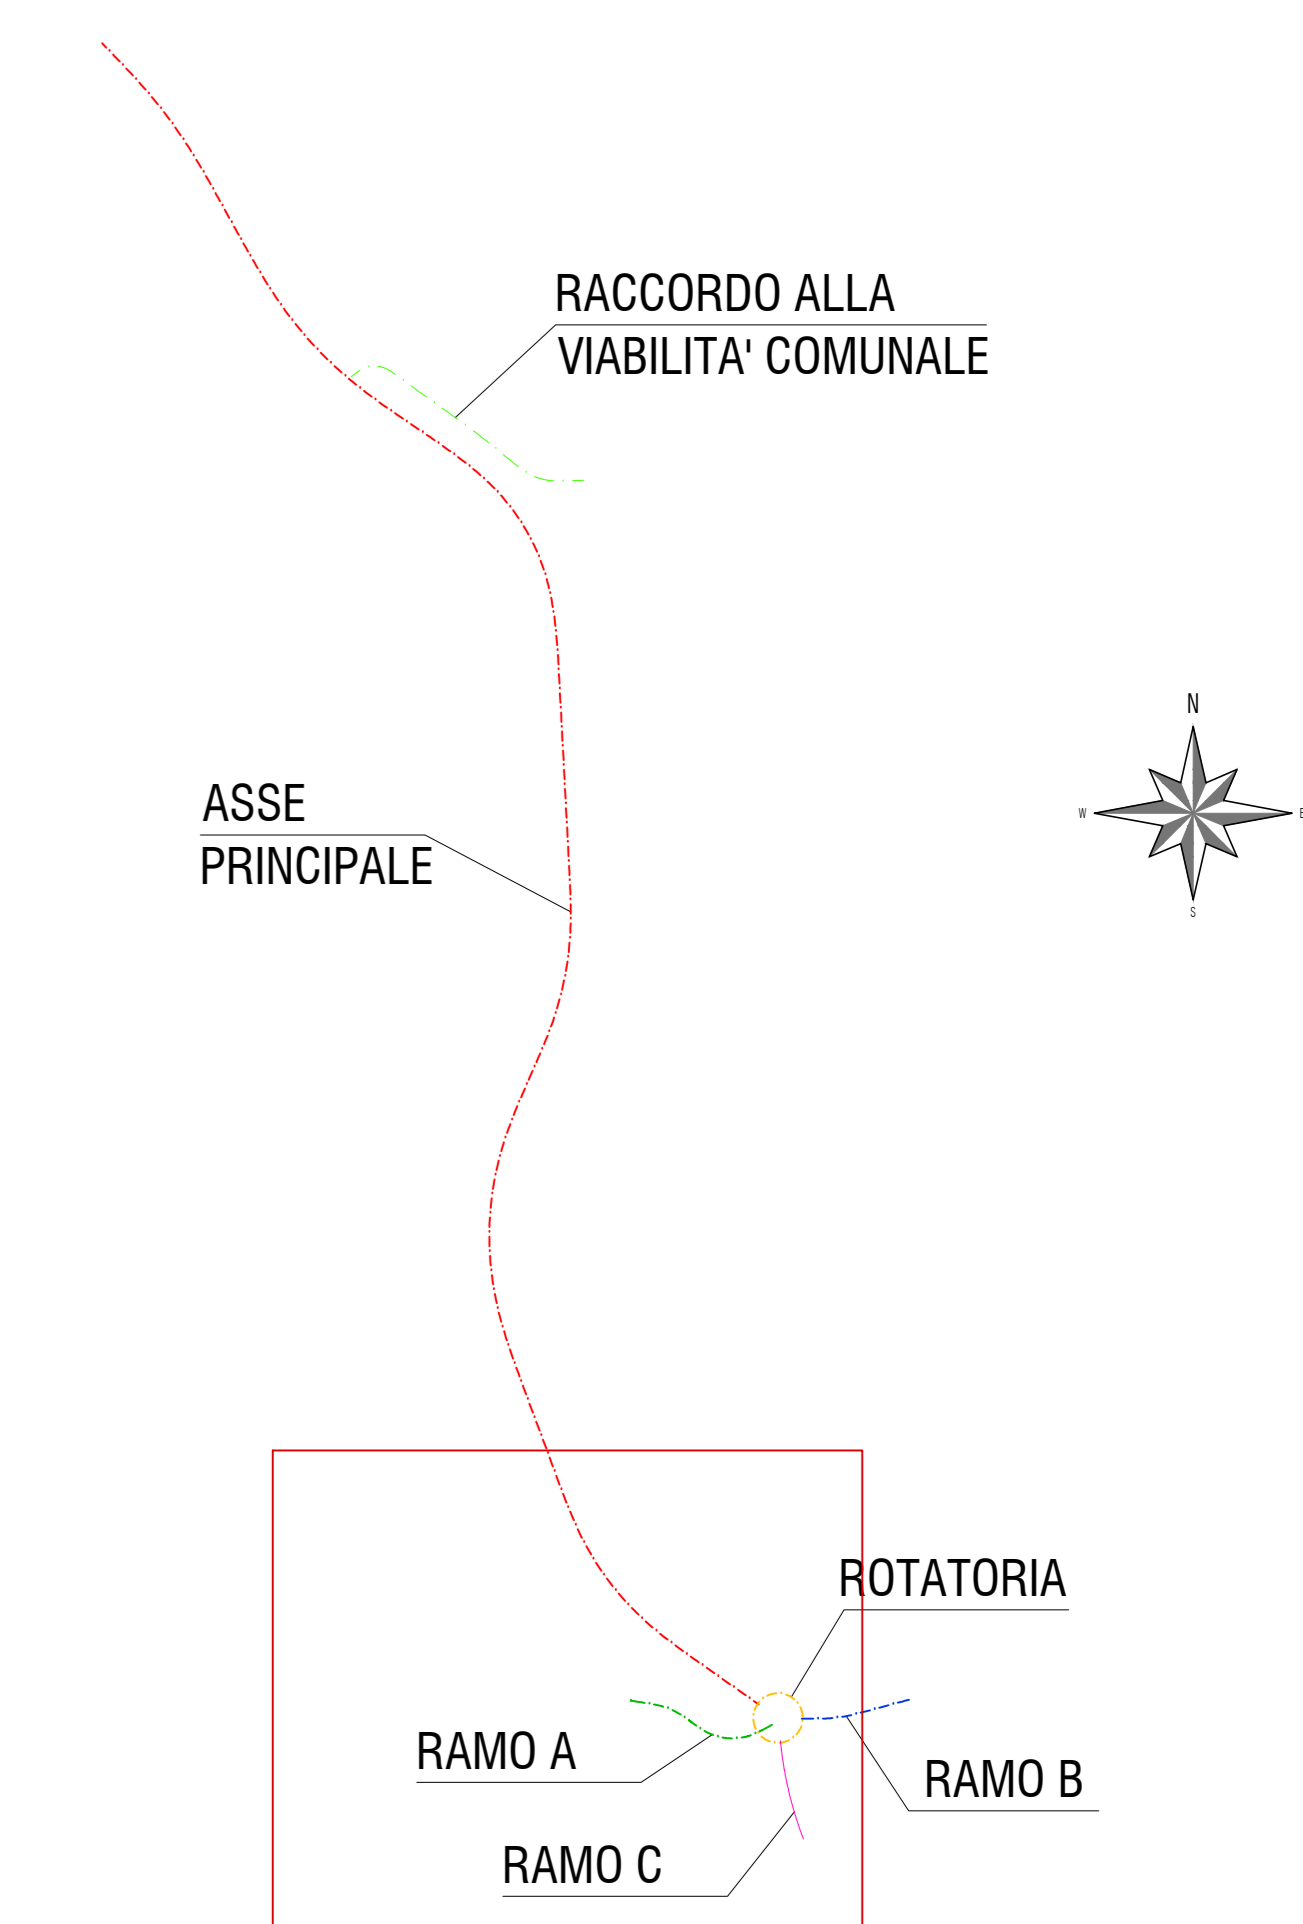 RACCORDO ALLA
VIABILITA' COMUNALE
N
ASSE
PRINCIPALE
W
E
S
ROTATORIA
RAMO A
RAMO B
RAMO C